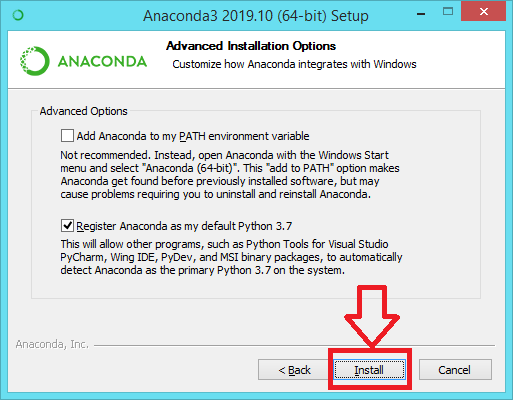 Anaconda3 2019.10 (64-bit) Setup
ANACONDA
Advanced Installation Options
Customize how Anaconda integrates with Windows
Advanced Options
Add Anaconda to my PATH environment variable
Not recommended. Instead, open Anaconda with the Windows Start
menu and select "Anaconda (64-bit)". This "add to PATH" option makes
Anaconda get found before previously installed software, but may
cause problems requiring you to uninstall and reinstall Anaconda.
Register Anaconda as my default Python 3.7
This will allow other programs, such as Python Tools for Visual Studio
PyCharm, Wing IDE, PyDev, and MSI binary packages, to automatically
detect Anaconda as the primary Python 3.7 on the system.
Anaconda, Inc.
< Back
Install
Cancel